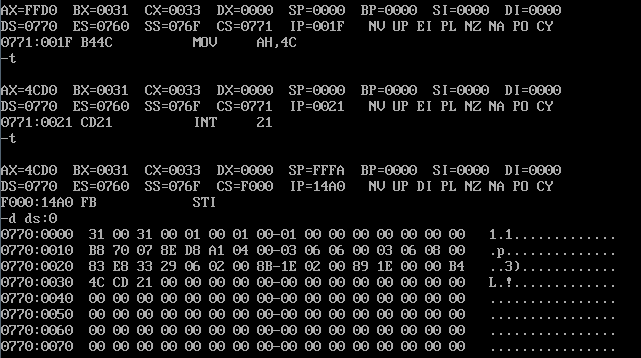 AX=FFD0  BX=0031  CX=0033  DX=0000  SP=0000  BP=0000  SI=0000  DI=0000
DS=0770  ES=0760  SS=076F  CS=0771  IP=001F   NV UP EI PL NZ NA PO CY
0771:001F B44C          MOV     AH,4C
-t

AX=4CD0  BX=0031  CX=0033  DX=0000  SP=0000  BP=0000  SI=0000  DI=0000
DS=0770  ES=0760  SS=076F  CS=0771  IP=0021   NV UP EI PL NZ NA PO CY
0771:0021 CD21          INT     21
-t

AX=4CD0  BX=0031  CX=0033  DX=0000  SP=FFFA  BP=0000  SI=0000  DI=0000
DS=0770  ES=0760  SS=076F  CS=F000  IP=14A0   NV UP DI PL NZ NA PO CY
F000:14A0 FB            STI
-d ds:0
0770:0000  31 00 31 00 01 00 01 00-01 00 00 00 00 00 00 00   1.1.............
0770:0010  B8 70 07 8E D8 A1 04 00-03 06 06 00 03 06 08 00   .p..............
0770:0020  83 E8 33 29 06 02 00 8B-1E 02 00 89 1E 00 00 B4   ..3)............
0770:0030  4C CD 21 00 00 00 00 00-00 00 00 00 00 00 00 00   L.!.............
0770:0040  00 00 00 00 00 00 00 00-00 00 00 00 00 00 00 00   ................
0770:0050  00 00 00 00 00 00 00 00-00 00 00 00 00 00 00 00   ................
0770:0060  00 00 00 00 00 00 00 00-00 00 00 00 00 00 00 00   ................
0770:0070  00 00 00 00 00 00 00 00-00 00 00 00 00 00 00 00   ................